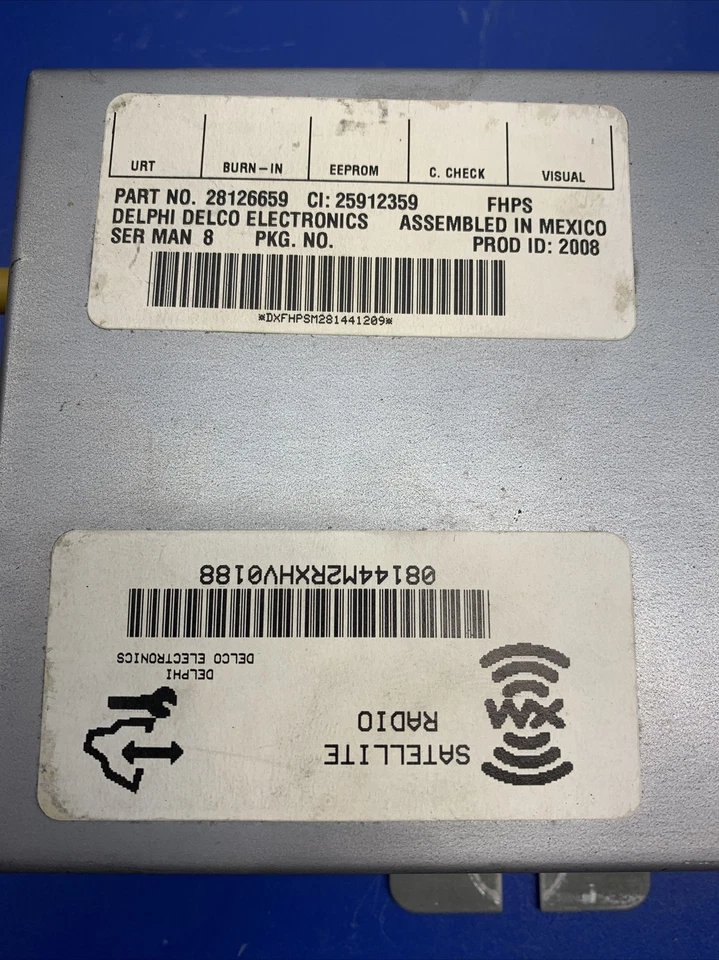 URT BURN-IN EEPROM C. CHECK VISUAL
PART NO. 28126659 CI: 25912359 FHPS
DELPHI DELCO ELECTRONICS ASSEMBLED IN MEXICO
SER MAN 8 PKG. NO. PROD ID: 2008
*DXFHPSM281441209*
XM
SATELLITE
RADIO
DELPHI
DELCO ELECTRONICS
08144M2RXHV0188